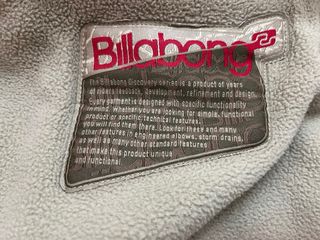 Billabong
The Billabong Discovery series is a product of years
of riders feedback, development, refinement and design.
Every garment is designed with specific functionality
in mind. Whether you are looking for simple, functional
product or specific technical features,
you will find them there. Look for these and many
other features in engineered elbows, storm drains,
as well as many other standard features
that make this product unique
and functional.